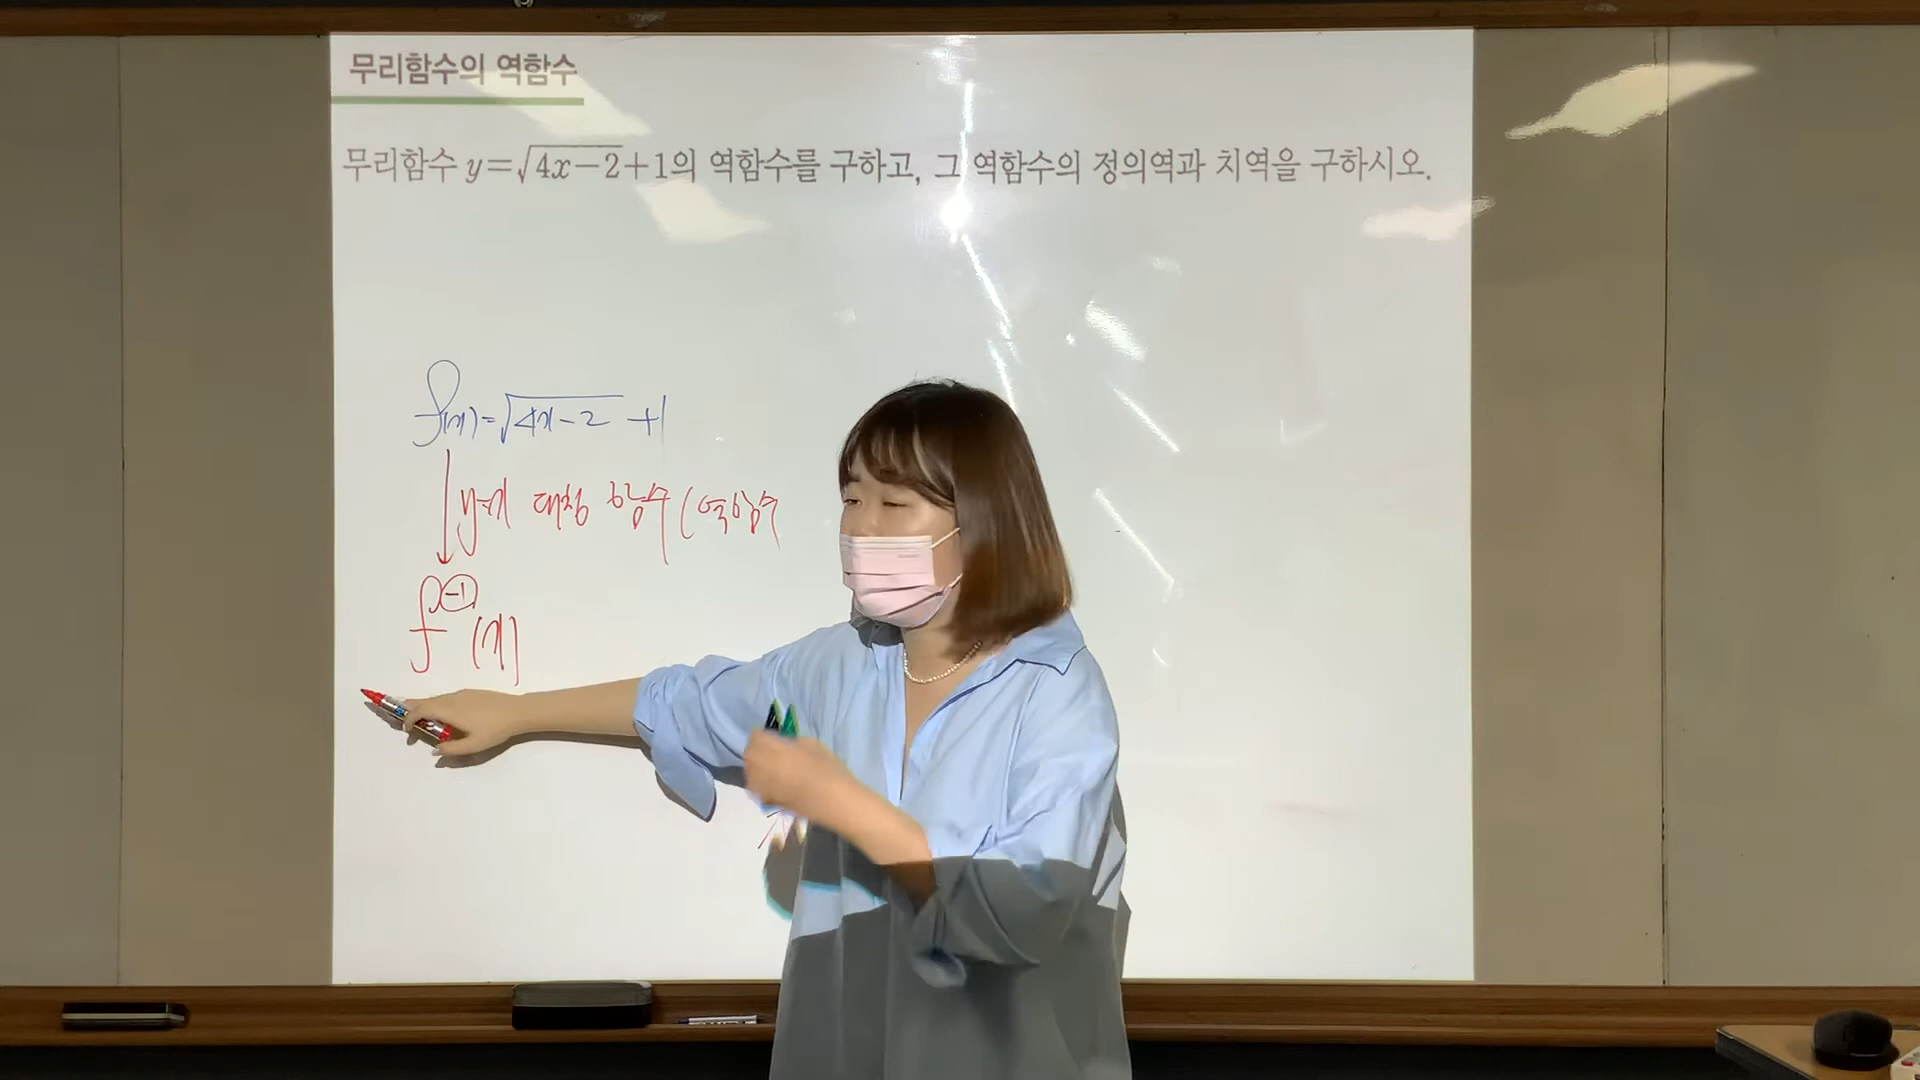 무리함수의 역함수
무리함수 y=√4x-2+1의 역함수를 구하고, 그 역함수의 정의역과 치역을 구하시오.
f(x)=√4x-2 +1
y=x 대칭 함수 (역함수
f⁻¹(x)